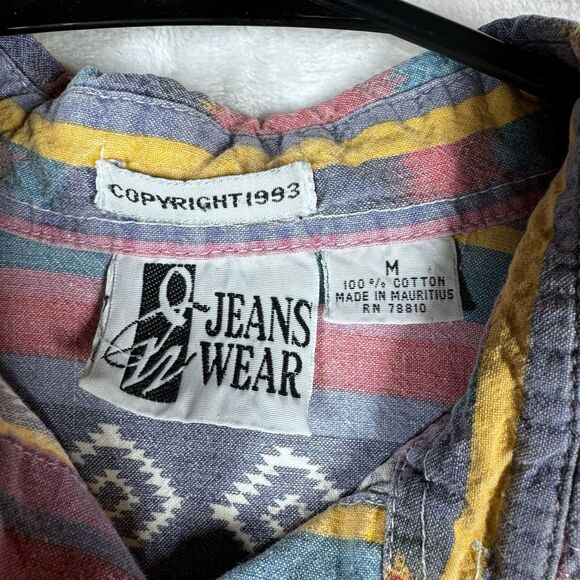 COPYRIGHT1993
JEANS
WEAR
M
100% COTTON
MADE IN MAURITIUS
RN 78810